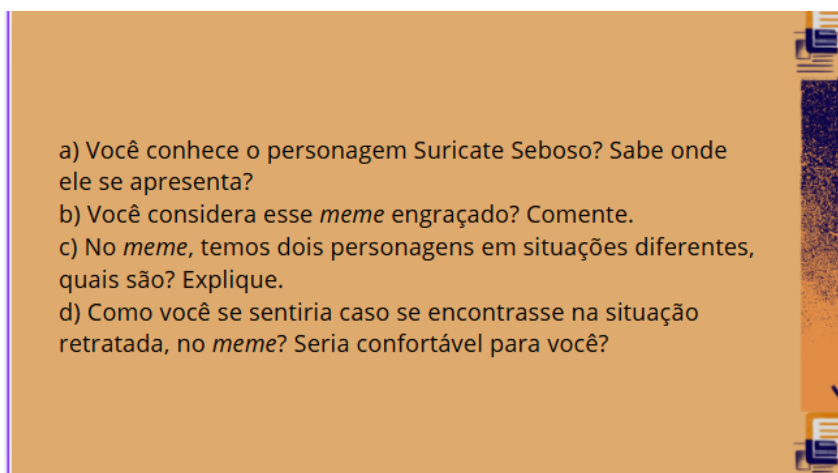 a) Você conhece o personagem Suricate Seboso? Sabe onde
ele se apresenta?
b) Você considera esse meme engraçado? Comente.
c) No meme, temos dois personagens em situações diferentes,
quais são? Explique.
d) Como você se sentiria caso se encontrasse na situação
retratada, no meme? Seria confortável para você?